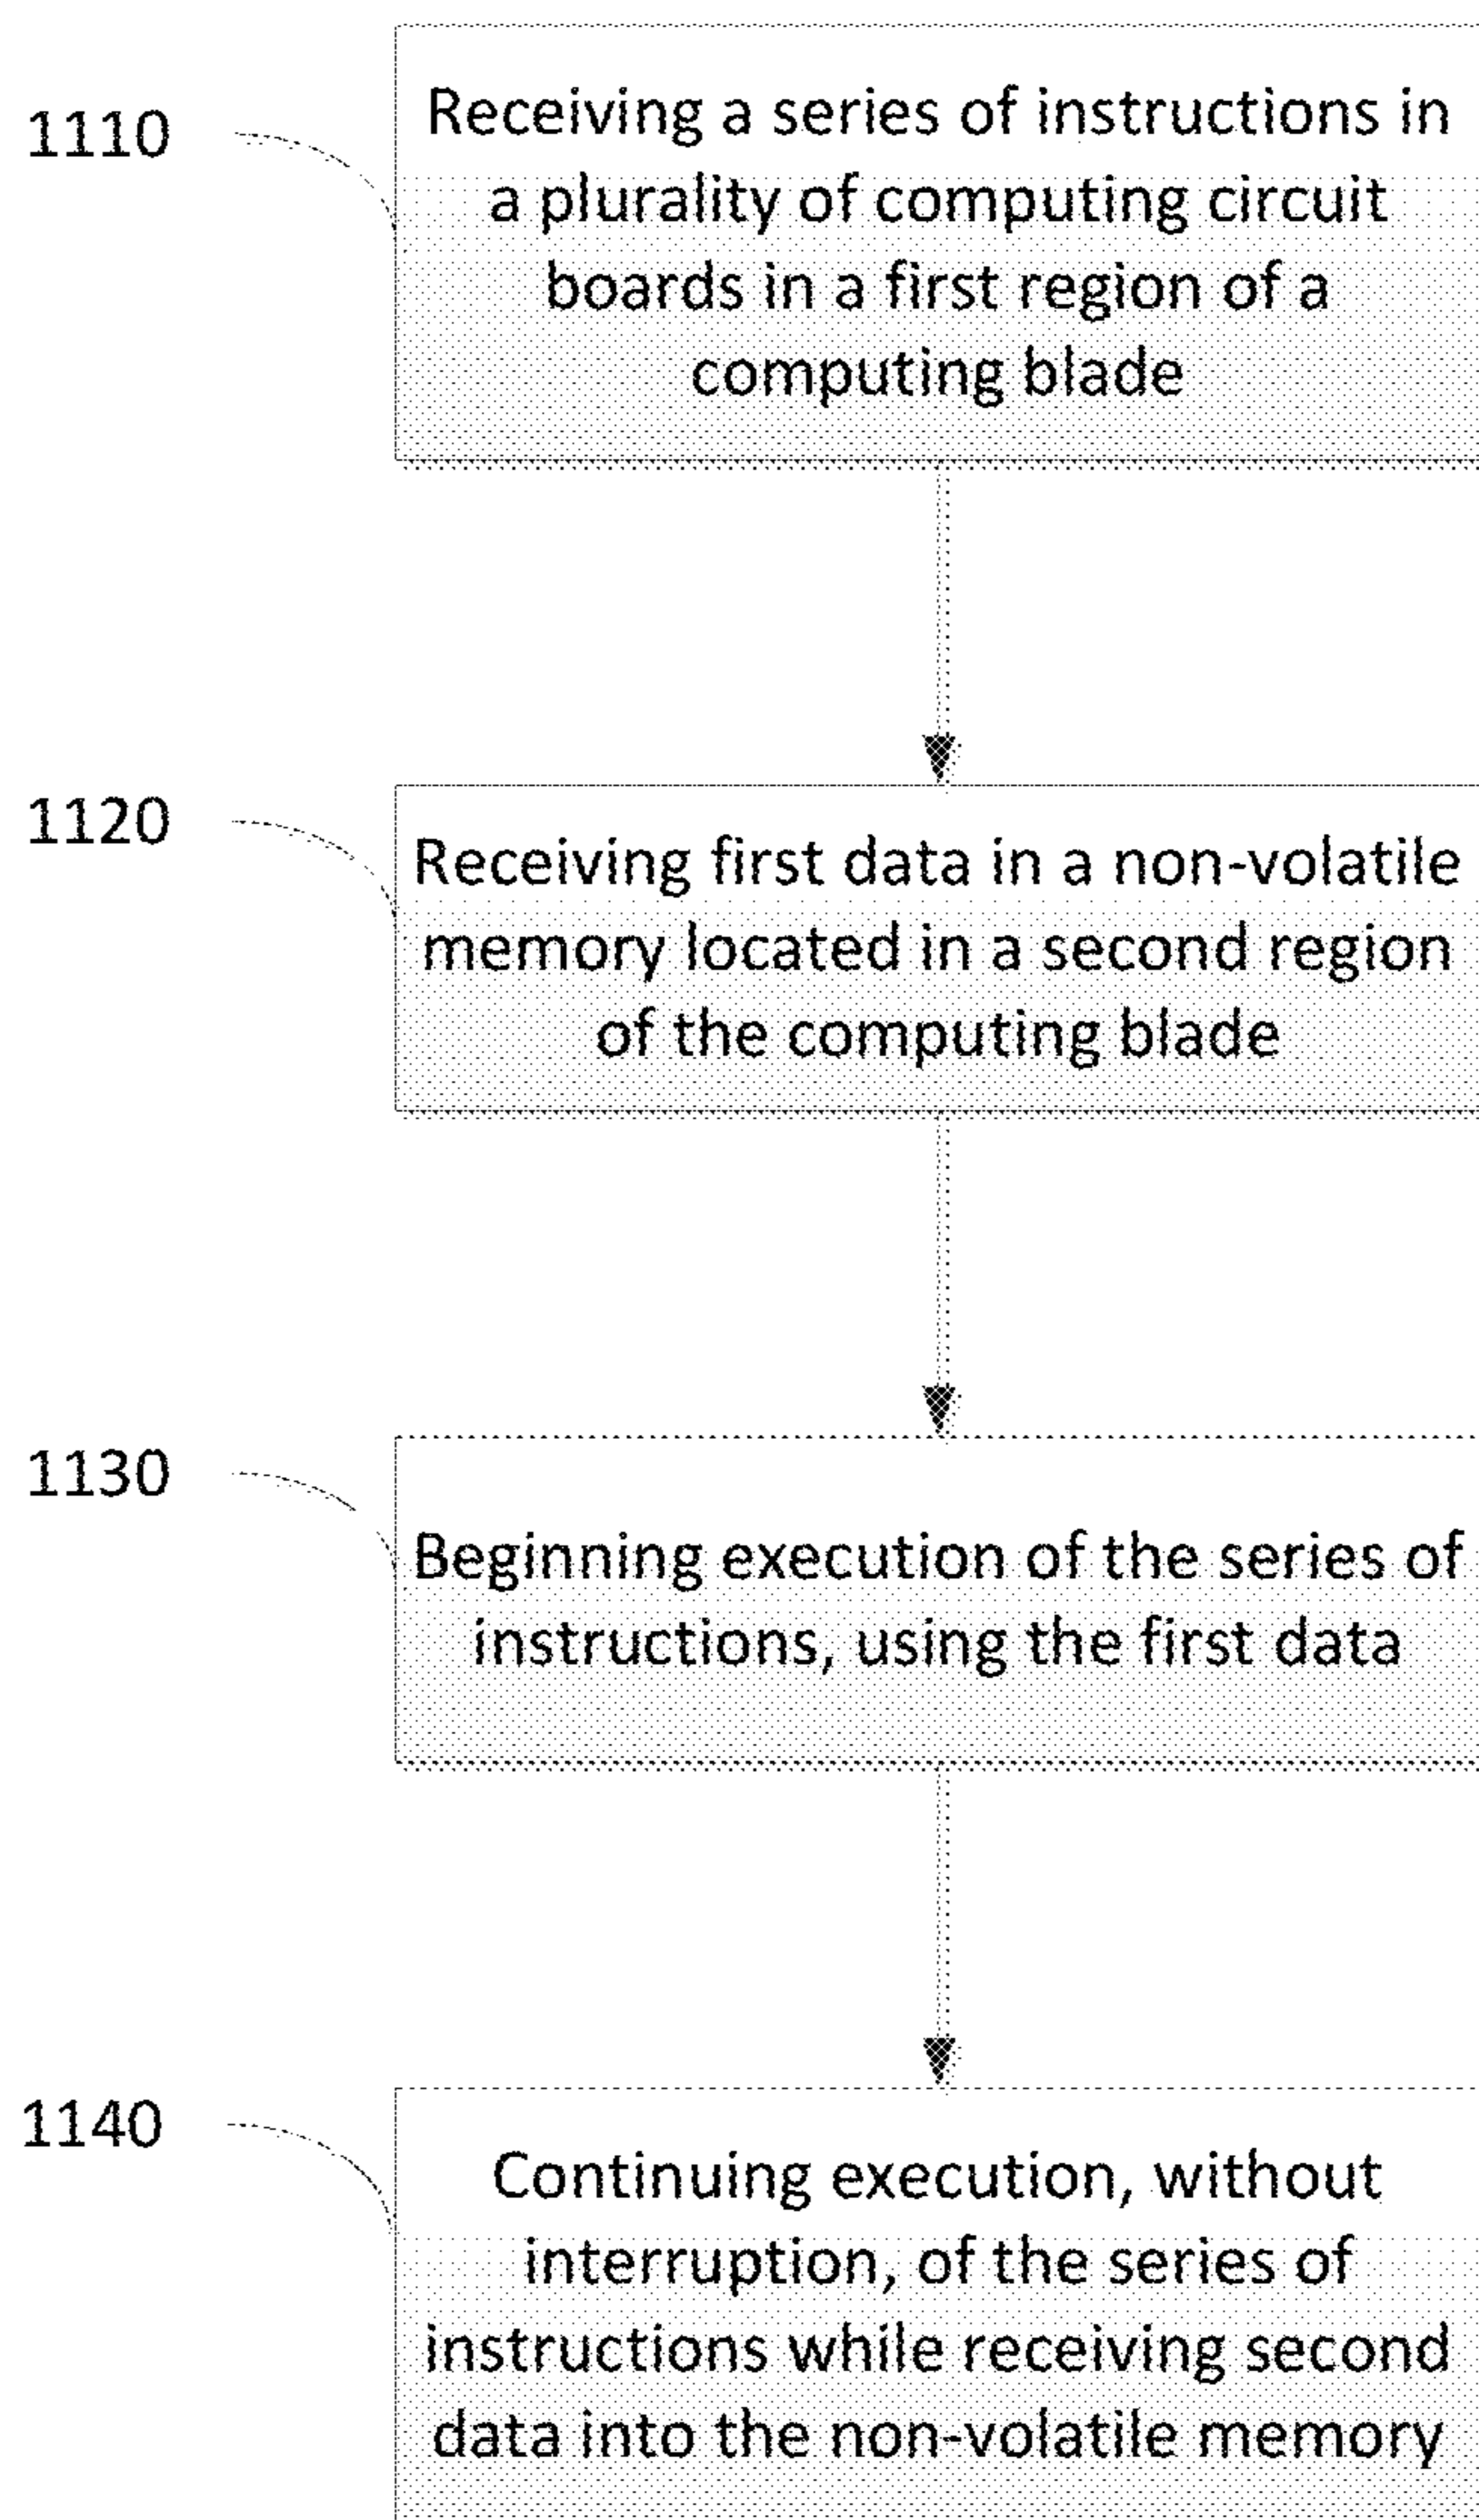 1110
Receiving a series of instructions in
a plurality of computing circuit
boards in a first region of a
computing blade
1120
Receiving first data in a non-volatile
memory located in a second region
of the computing blade
1130
Beginning execution of the series of
instructions, using the first data
1140
Continuing execution, without
interruption, of the series of
instructions while receiving second
data into the non-volatile memory